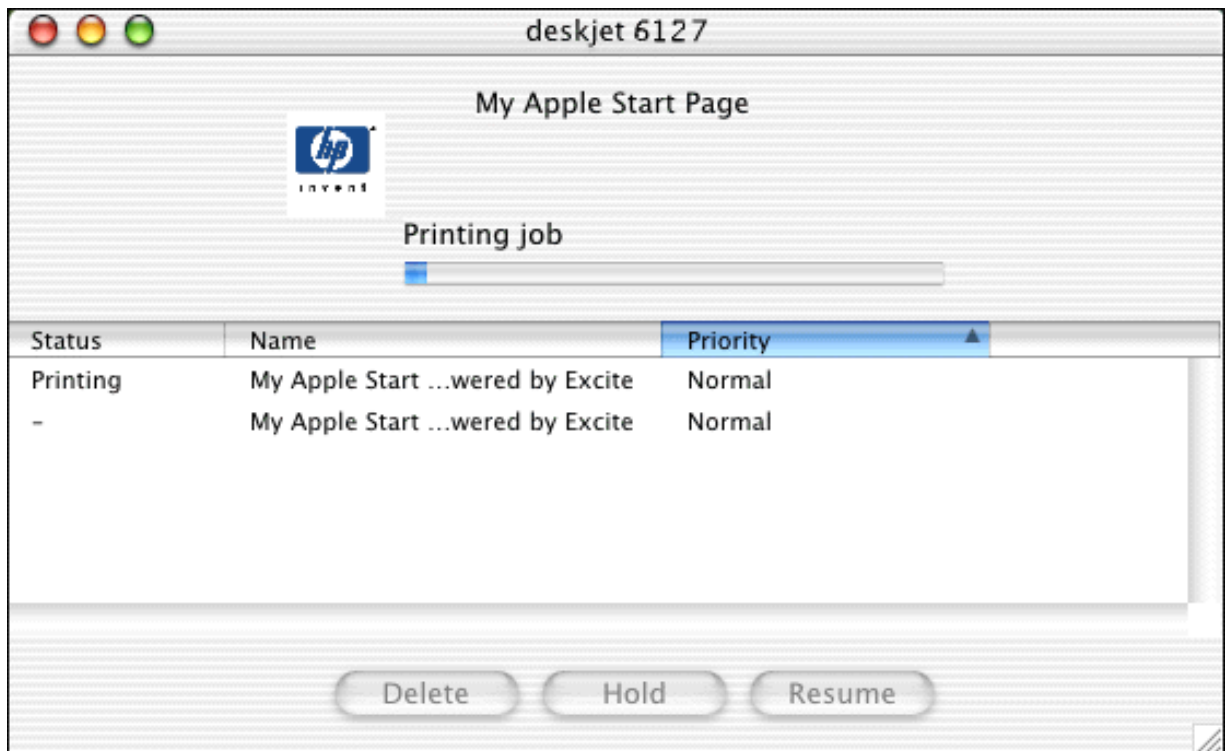 deskjet 6127
My Apple Start Page
hp
invent
Printing job
Status Name Priority
Printing My Apple Start ...wered by Excite Normal
- My Apple Start ...wered by Excite Normal
Delete Hold Resume